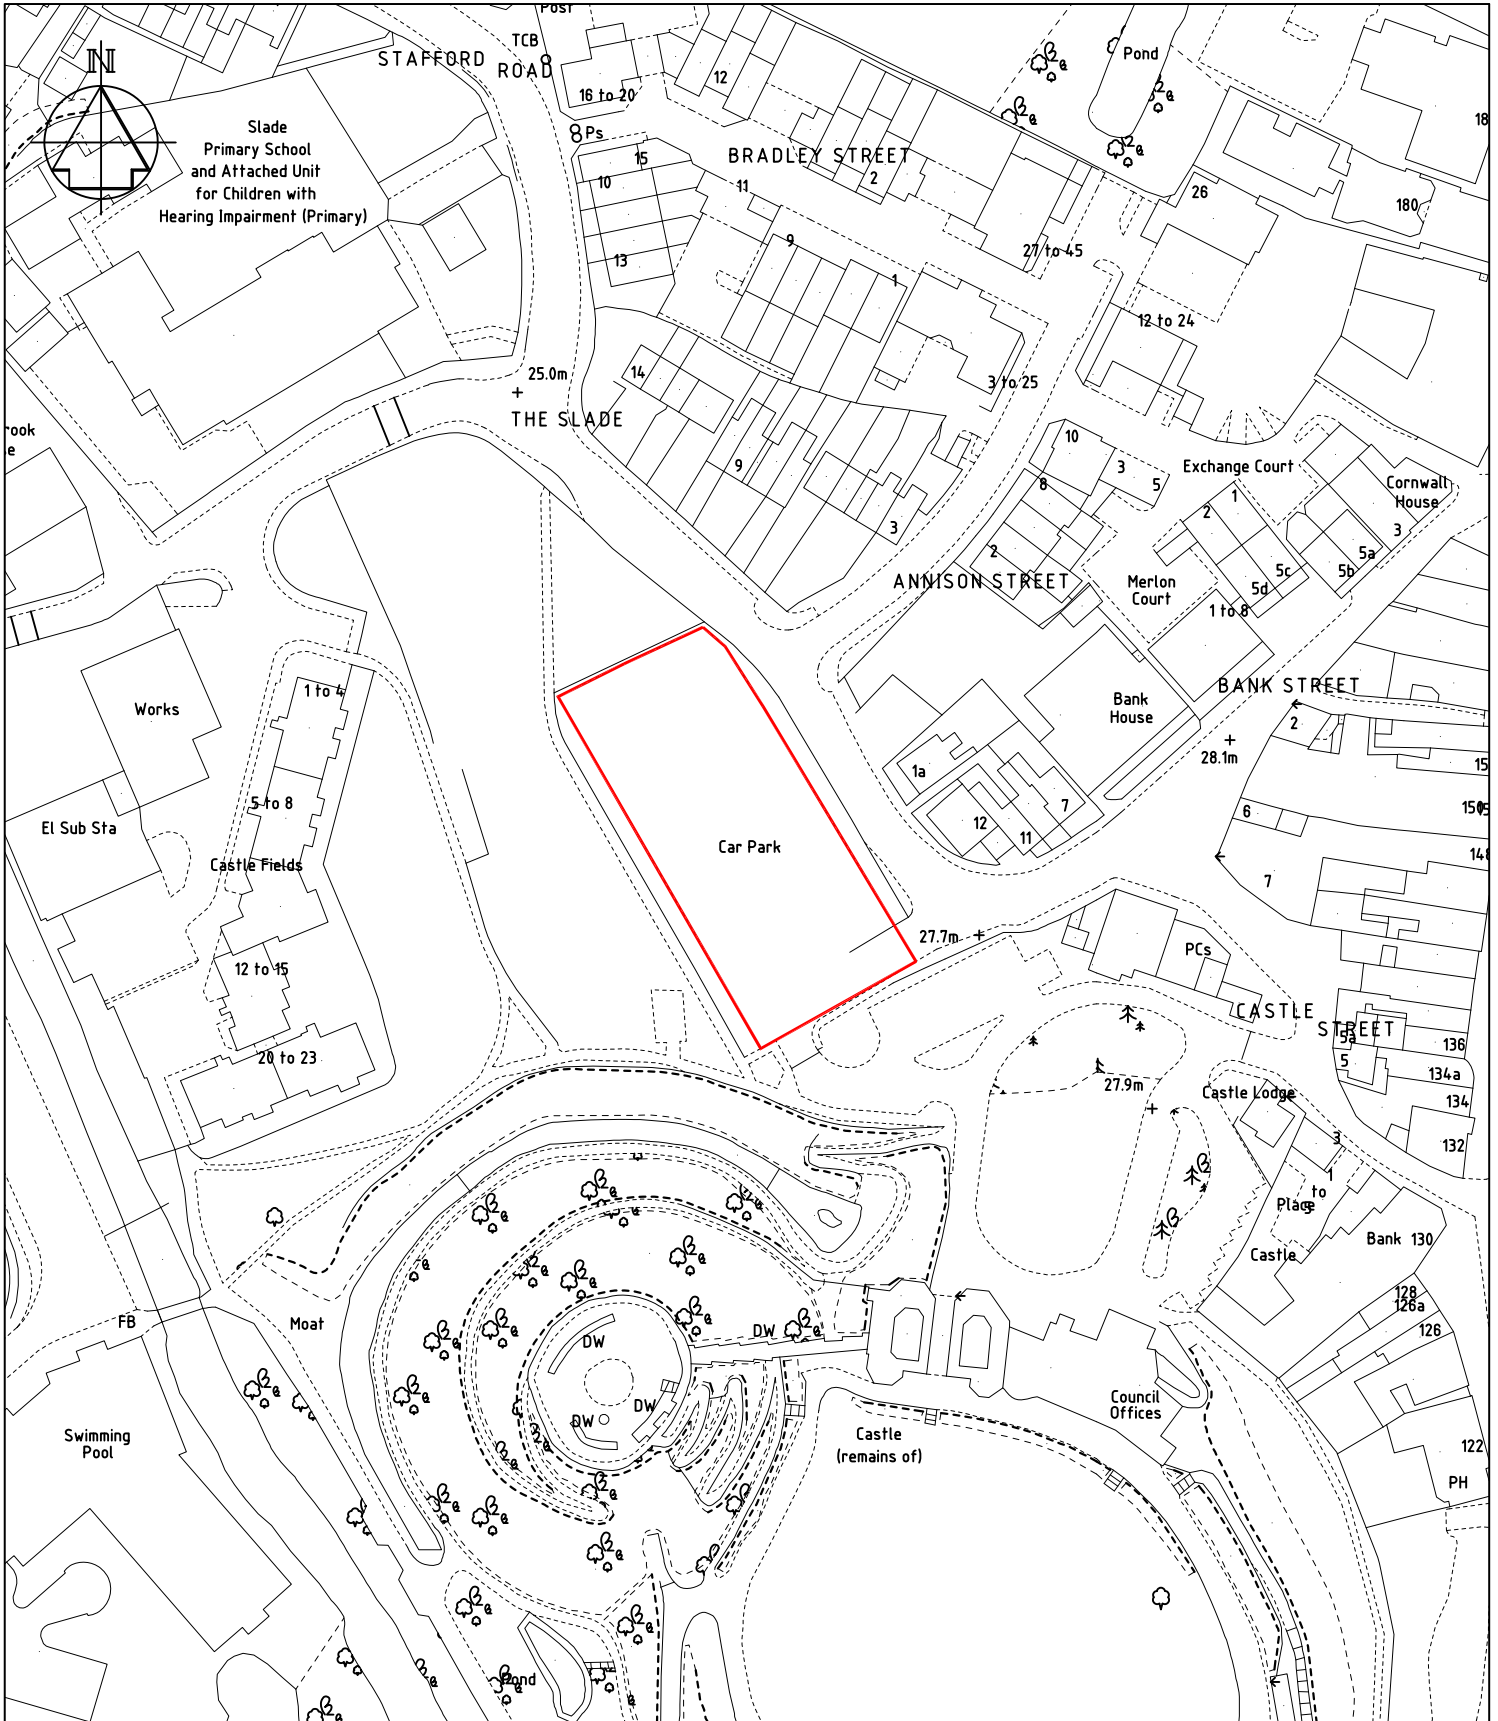 Post
TCB
STAFFORD
ROAD
16 to 20
12
Pond
N
Slade
Primary School
and Attached Unit
for Children with
Hearing Impairment (Primary)
Ps
15
10
13
BRADLEY STREET
11
2
9
1
27 to 45
26
180
18
12 to 24
3 to 25
25.0m
THE SLADE
14
9
3
10
8
3
5
2
Exchange Court
1
2
Cornwall
House
3
5a
5b
5c
5d
ANNISON STREET
Merlon
Court
1 to 8
rook
e
Works
1 to 4
5 to 8
El Sub Sta
Castle Fields
12 to 15
20 to 23
Car Park
Bank
House
BANK STREET
28.1m
2
15
150
6
148
7
1a
7
12
11
27.7m
PCs
CASTLE
STREET
5a
5
136
134a
134
132
27.9m
Castle Lodge
3
1
to
Place
Castle
Bank 130
128
126a
126
122
PH
FB
Moat
DW
DW
DW
DW
Swimming
Pool
Castle
(remains of)
Council
Offices
Pond